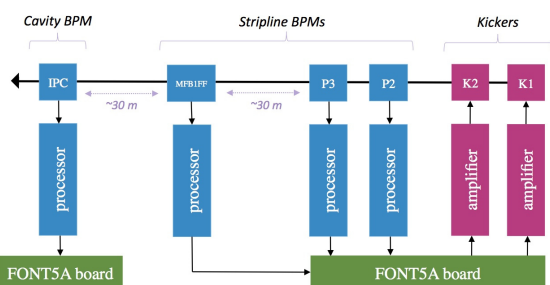 Cavity BPM
Stripline BPMs
Kickers
IPC
MFB1FF
P3
P2
K2
K1
~30 m
~30 m
processor
processor
processor
processor
amplifier
amplifier
FONT5A board
FONT5A board